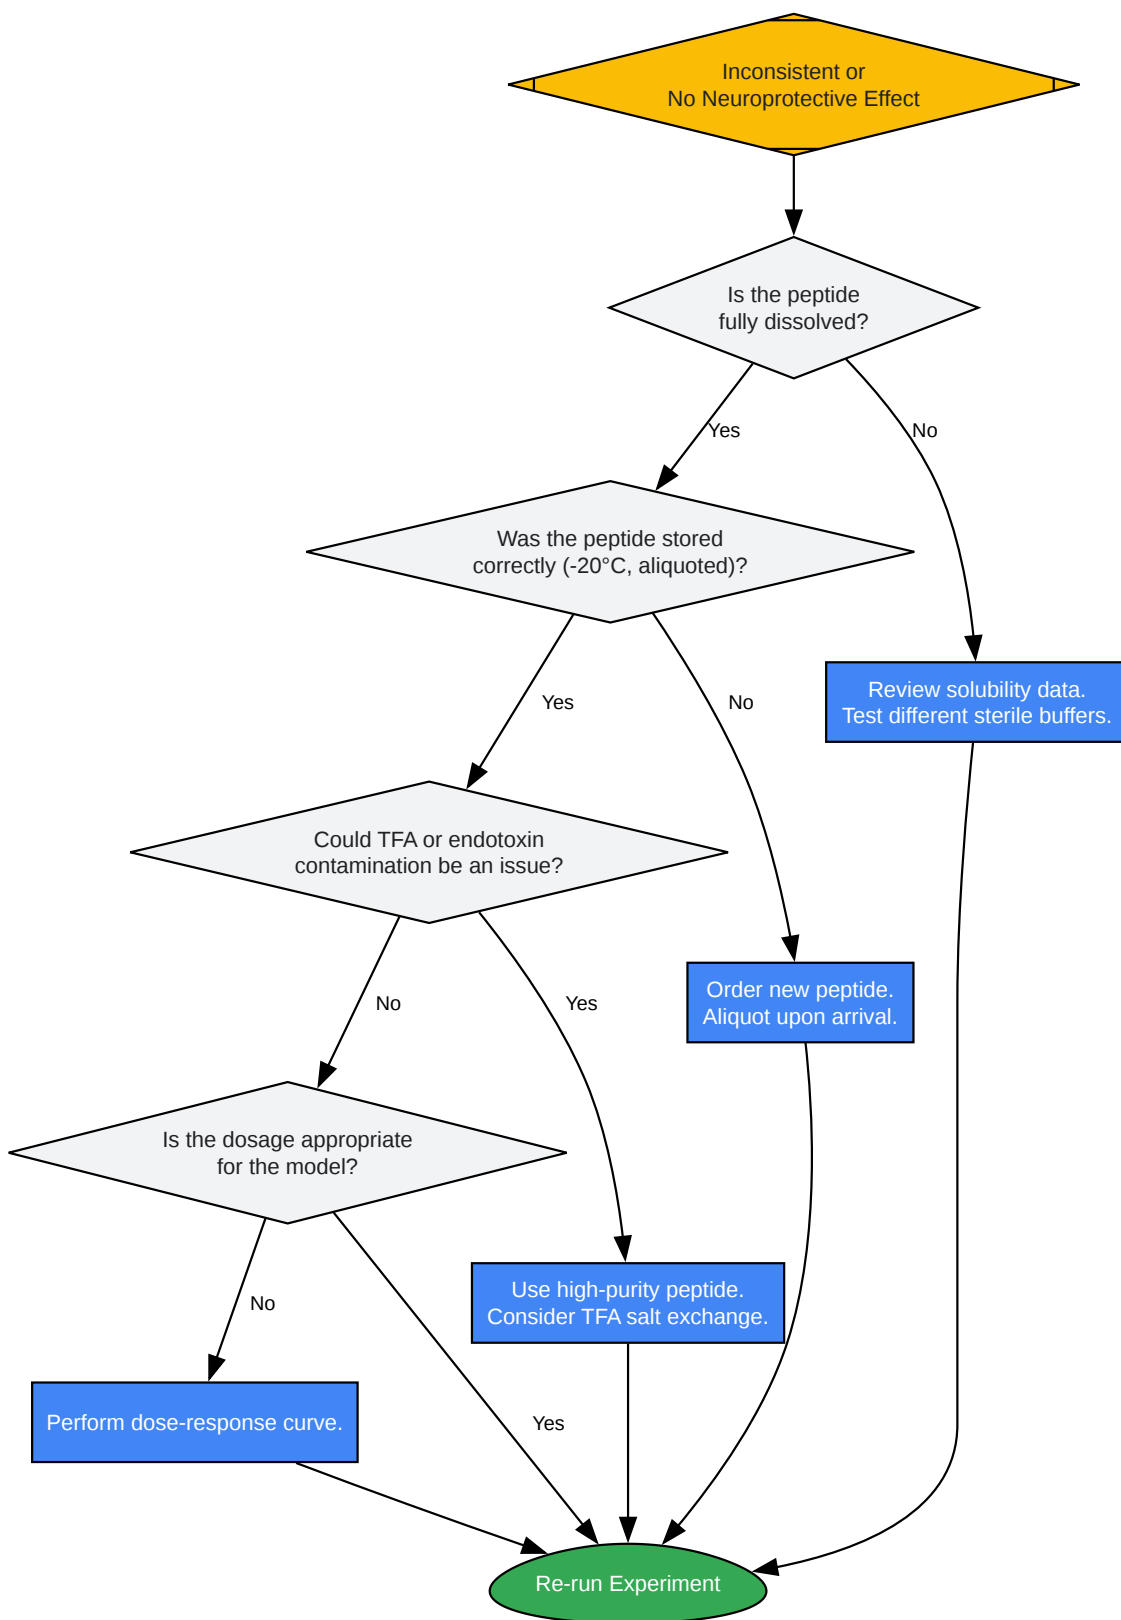 Inconsistent or
No Neuroprotective Effect
Is the peptide
fully dissolved?
Yes
No
Was the peptide stored
correctly (-20°C, aliquoted)?
Yes
No
Review solubility data.
Test different sterile buffers.
Could TFA or endotoxin
contamination be an issue?
No
Yes
Order new peptide.
Aliquot upon arrival.
Is the dosage appropriate
for the model?
No
Yes
Use high-purity peptide.
Consider TFA salt exchange.
Perform dose-response curve.
Re-run Experiment